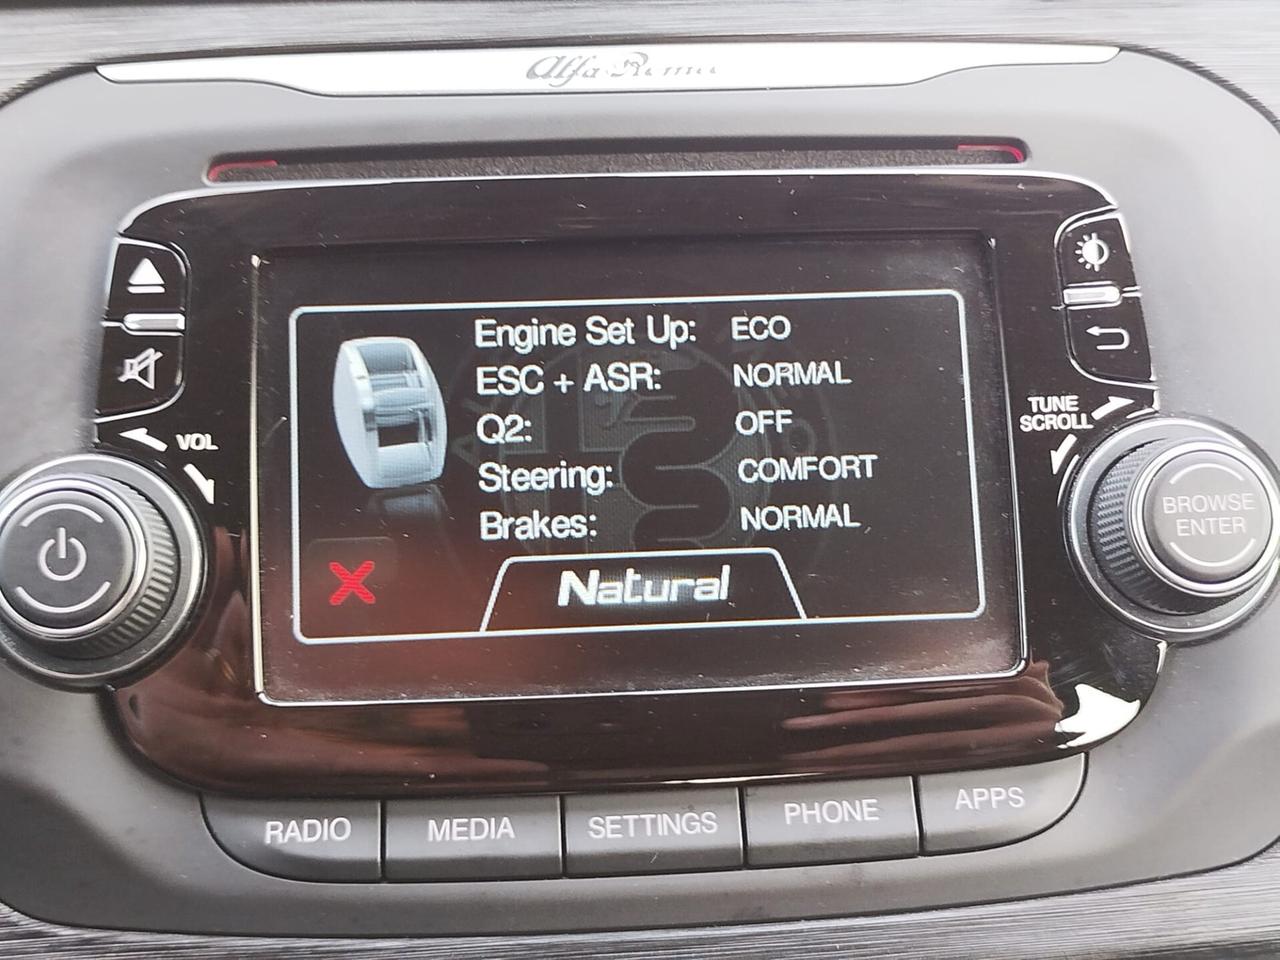 Alfa Romeo
Engine Set Up: ECO
ESC + ASR: NORMAL
Q2: OFF
Steering: COMFORT
Brakes: NORMAL
Natural
VOL
TUNE
SCROLL
BROWSE
ENTER
RADIO MEDIA SETTINGS PHONE APPS